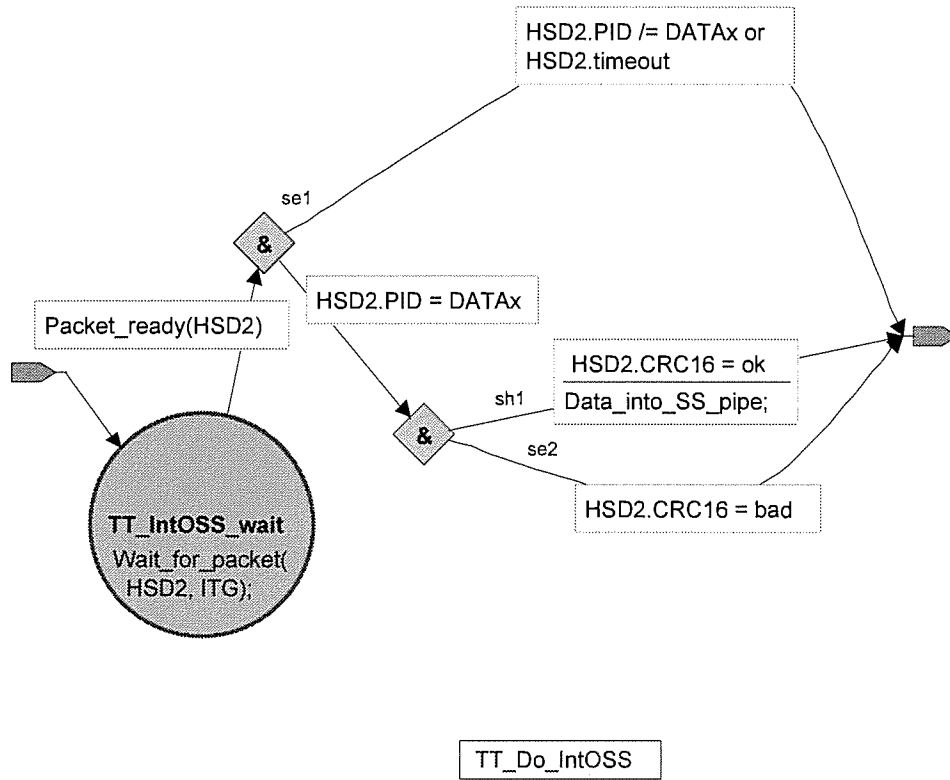 HSD2.PID /= DATAx or
HSD2.timeout
se1
&
HSD2.PID = DATAx
Packet_ready(HSD2)
HSD2.CRC16 = ok
Data_into_SS_pipe;
sh1
&
se2
HSD2.CRC16 = bad
TT_IntOSS_wait
Wait_for_packet(
HSD2, ITG);
TT_Do_IntOSS